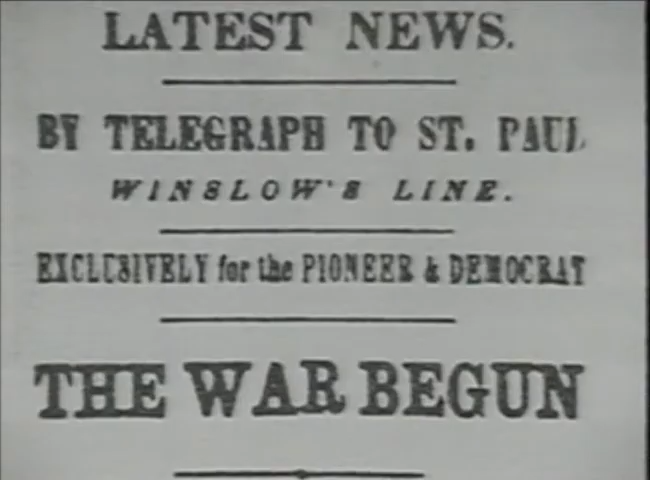 LATEST NEWS.
BY TELEGRAPH TO ST. PAUL
WINSLOW'S LINE.
EXCLUSIVELY for the PIONEER & DEMOCRAT
THE WAR BEGUN